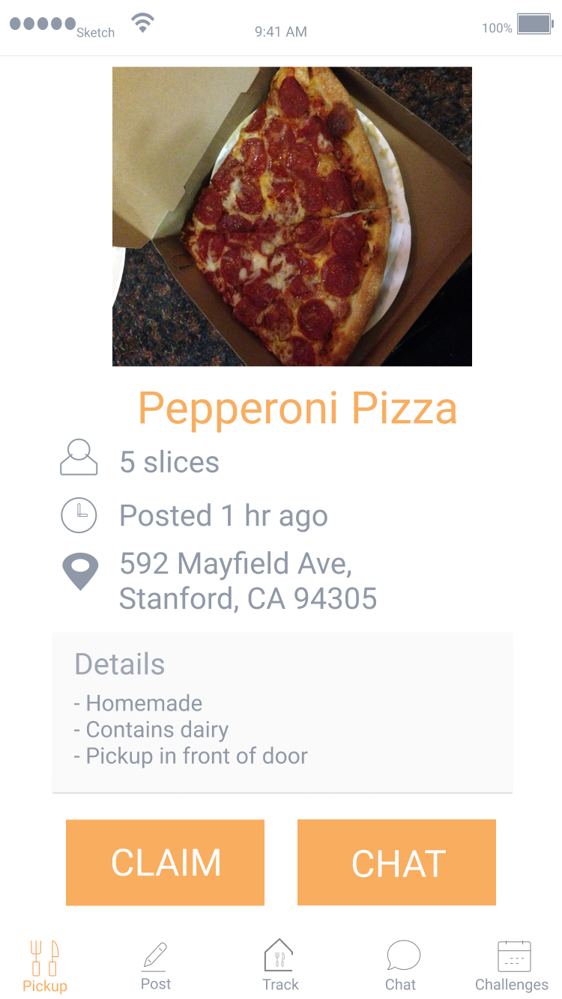 Sketch
9:41 AM
100%
Pepperoni Pizza
5 slices
Posted 1 hr ago
592 Mayfield Ave,
Stanford, CA 94305
Details
- Homemade
- Contains dairy
- Pickup in front of door
CLAIM
CHAT
Pickup
Post
Track
Chat
Challenges